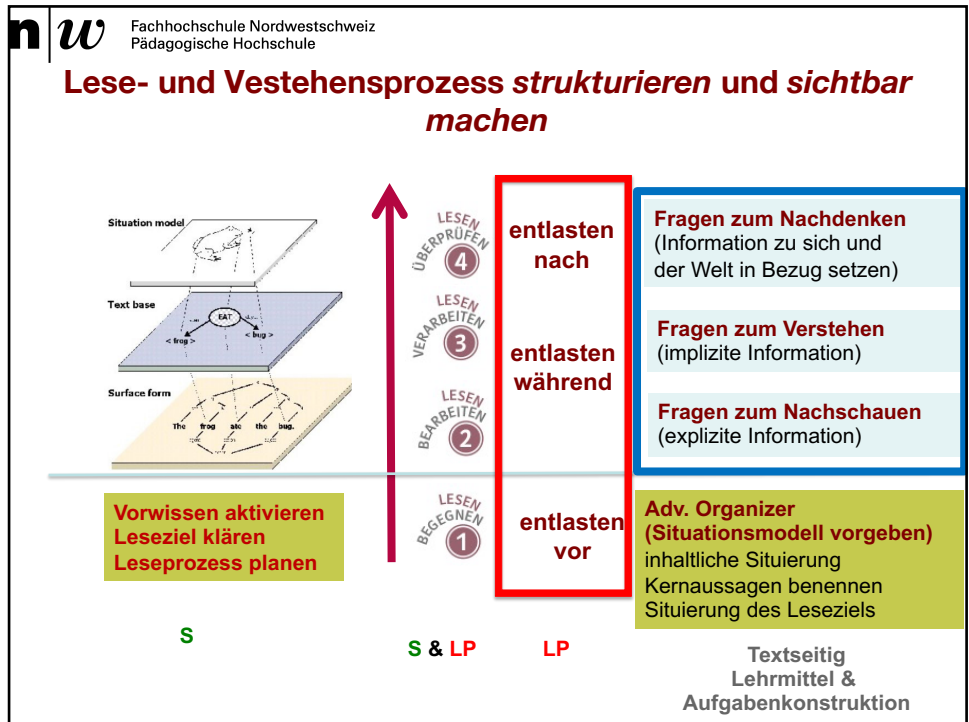 n|w
Fachhochschule Nordwestschweiz
Pädagogische Hochschule
Lese- und Vestehensprozess strukturieren und sichtbar
machen
Situation model
Text base
EAT
< frog >
< bug >
Surface form
The frog ate the bug.
LESEN
ÜBERPRÜFEN
4
LESEN
VERARBEITEN
3
LESEN
BEARBEITEN
2
LESEN
BEGEGNEN
1
entlasten
nach
entlasten
während
entlasten
vor
Fragen zum Nachdenken
(Information zu sich und
der Welt in Bezug setzen)
Fragen zum Verstehen
(implizite Information)
Fragen zum Nachschauen
(explizite Information)
Vorwissen aktivieren
Leseziel klären
Leseprozess planen
Adv. Organizer
(Situationsmodell vorgeben)
inhaltliche Situierung
Kernaussagen benennen
Situierung des Leseziels
S
S & LP
LP
Textseitig
Lehrmittel &
Aufgabenkonstruktion